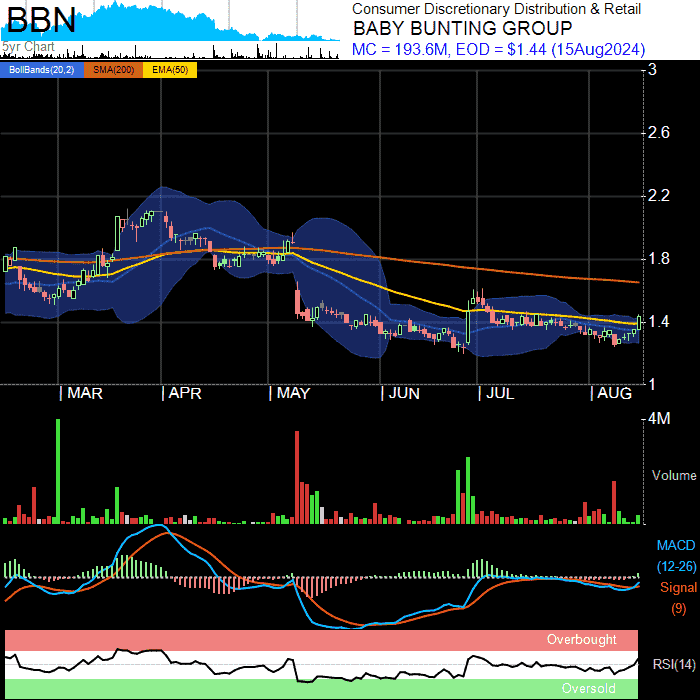 BBN
5yr Chart
Consumer Discretionary Distribution & Retail
BABY BUNTING GROUP
MC = 193.6M, EOD = $1.44 (15Aug2024)
BollBands(20,2) SMA(200) EMA(50)
3
2.6
2.2
1.8
1.4
1
| MAR | APR | MAY | JUN | JUL | AUG
4M
Volume
MACD
(12-26)
Signal
(9)
Overbought
RSI(14)
Oversold